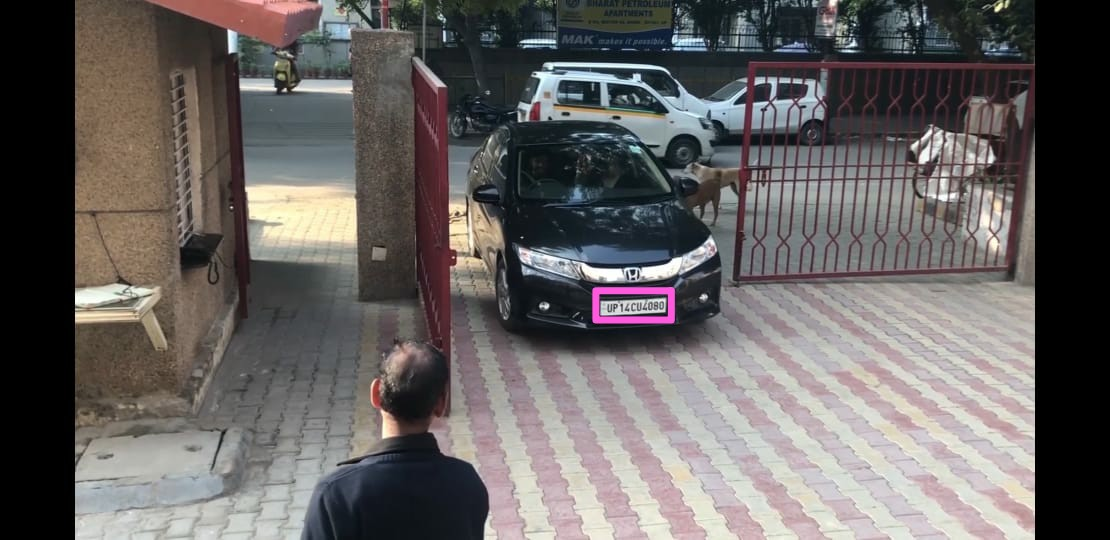 BHARAT PETROLEUM
APARTMENTS
MAK makes it possible
UP14CU4080